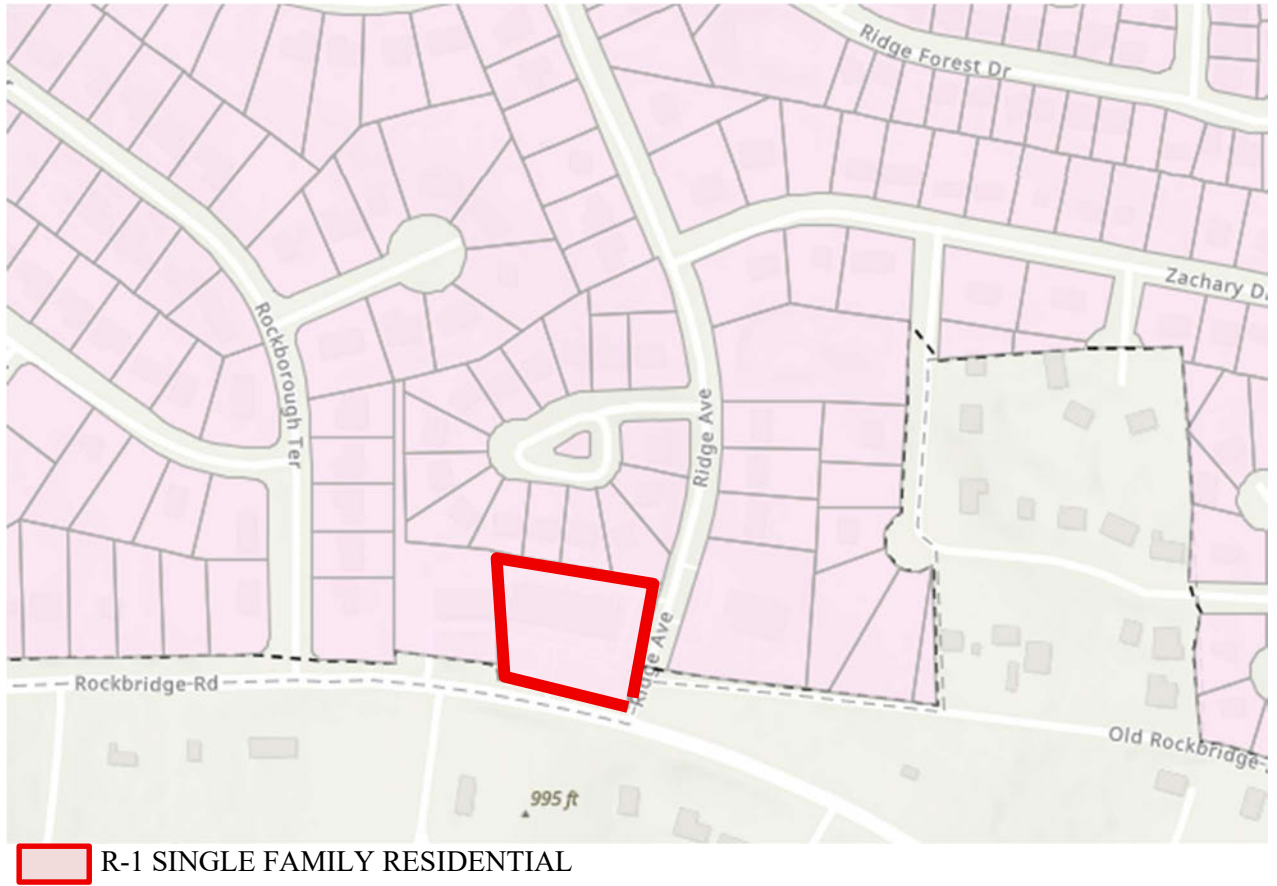 Ridge Forest Dr
Zachary D
Rockborough Ter
Ridge Ave
Ridge Ave
Rockbridge Rd
Old Rockbridge
995 ft
R-1 SINGLE FAMILY RESIDENTIAL